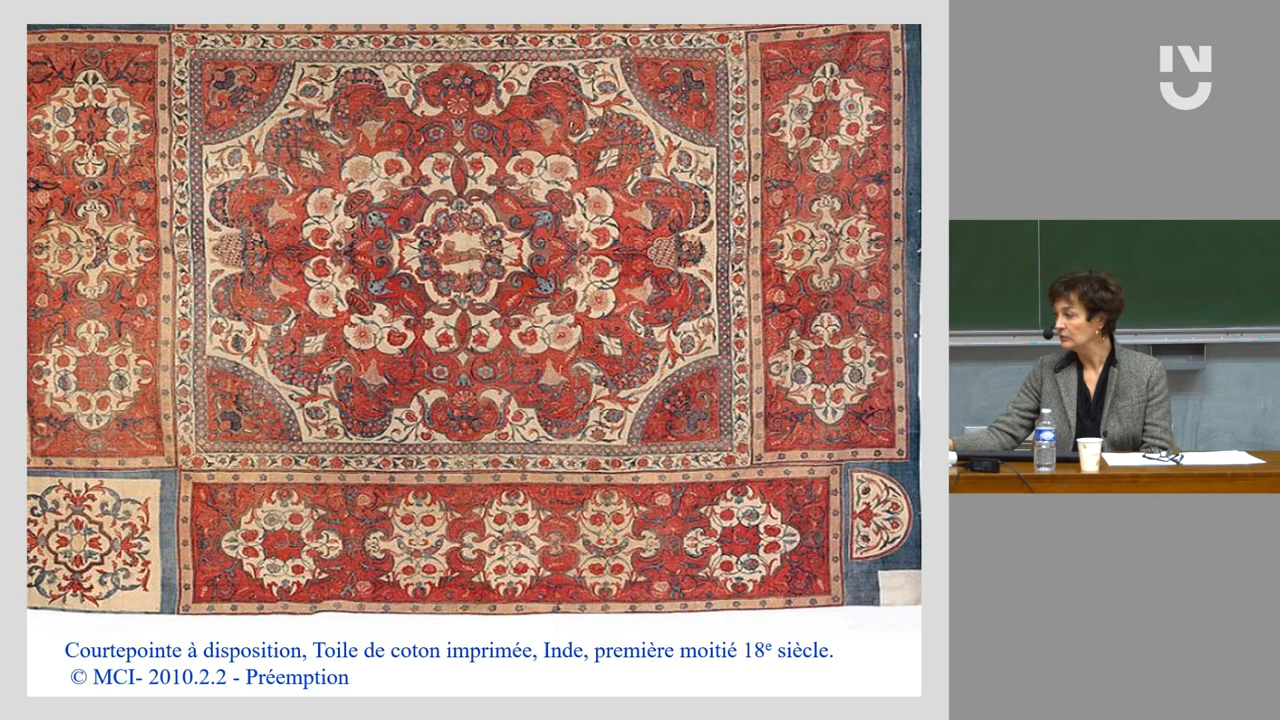 Courtepointe à disposition, Toile de coton imprimée, Inde, première moitié 18e siècle.
© MCI- 2010.2.2 - Préemption